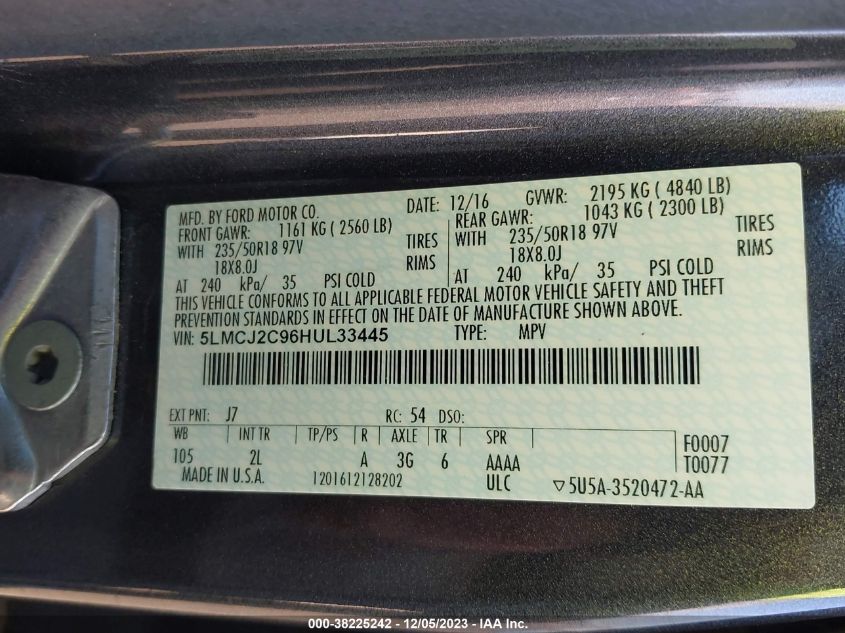 MFD. BY FORD MOTOR CO.
DATE: 12/16 GVWR: 2195 KG ( 4840 LB)
FRONT GAWR: 1161 KG ( 2560 LB) REAR GAWR: 1043 KG ( 2300 LB)
WITH 235/50R18 97V TIRES WITH 235/50R18 97V TIRES
18X8.0J RIMS 18X8.0J RIMS
AT 240 kPa/ 35 PSI COLD AT 240 kPa/ 35 PSI COLD
THIS VEHICLE CONFORMS TO ALL APPLICABLE FEDERAL MOTOR VEHICLE SAFETY AND THEFT
PREVENTION STANDARDS IN EFFECT ON THE DATE OF MANUFACTURE SHOWN ABOVE.
VIN: 5LMCJ2C96HUL33445 TYPE: MPV
EXT PNT: J7 RC: 54 DSO:
WB INT TR TP/PS R AXLE TR SPR F0007
105 2L A 3G 6 AAAA T0077
MADE IN U.S.A. 1201612128202 ULC ▽5U5A-3520472-AA
000-38225242 - 12/05/2023 - IAA Inc.